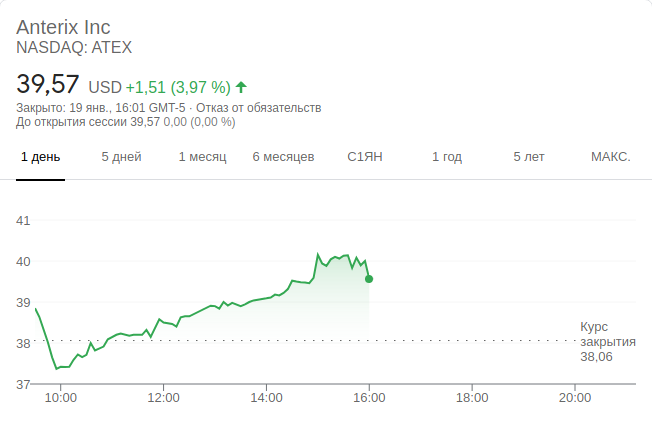 Anterix Inc
NASDAQ: ATEX
39,57 USD +1,51 (3,97 %)
Закрыто: 19 янв., 16:01 GMT-5 · Отказ от обязательств
До открытия сессии 39,57 0,00 (0,00 %)
1 день 5 дней 1 месяц 6 месяцев С1ЯН 1 год 5 лет МАКС.
41
40
39
38
37
Курс
закрытия
38,06
10:00 12:00 14:00 16:00 18:00 20:00